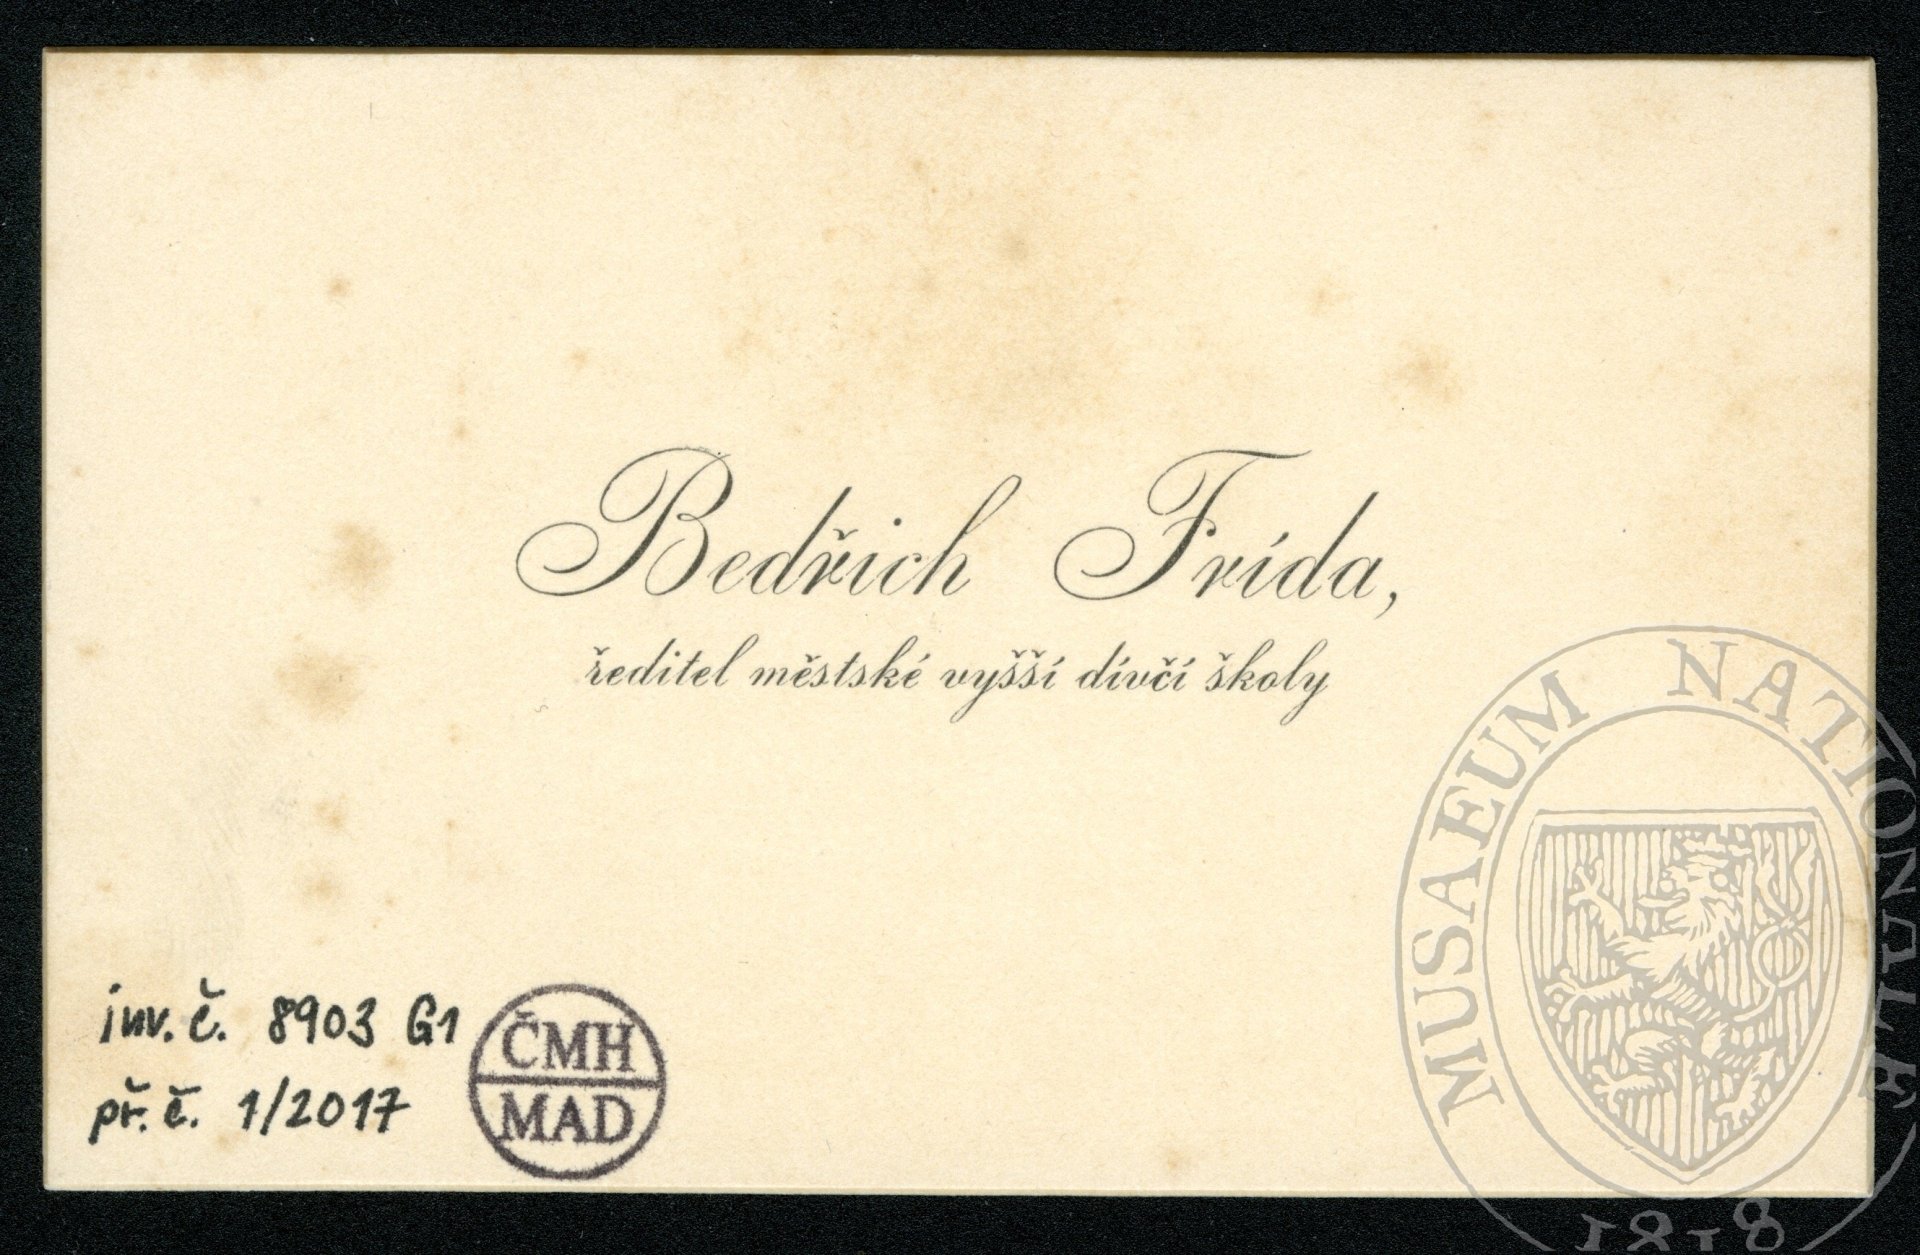 Bedřich Frída,
ředitel městské vyšší dívčí školy
inv. č. 8903 G1
př. č. 1/2017
ČMH
MAD
MUSAEUM NATIONALE
1818